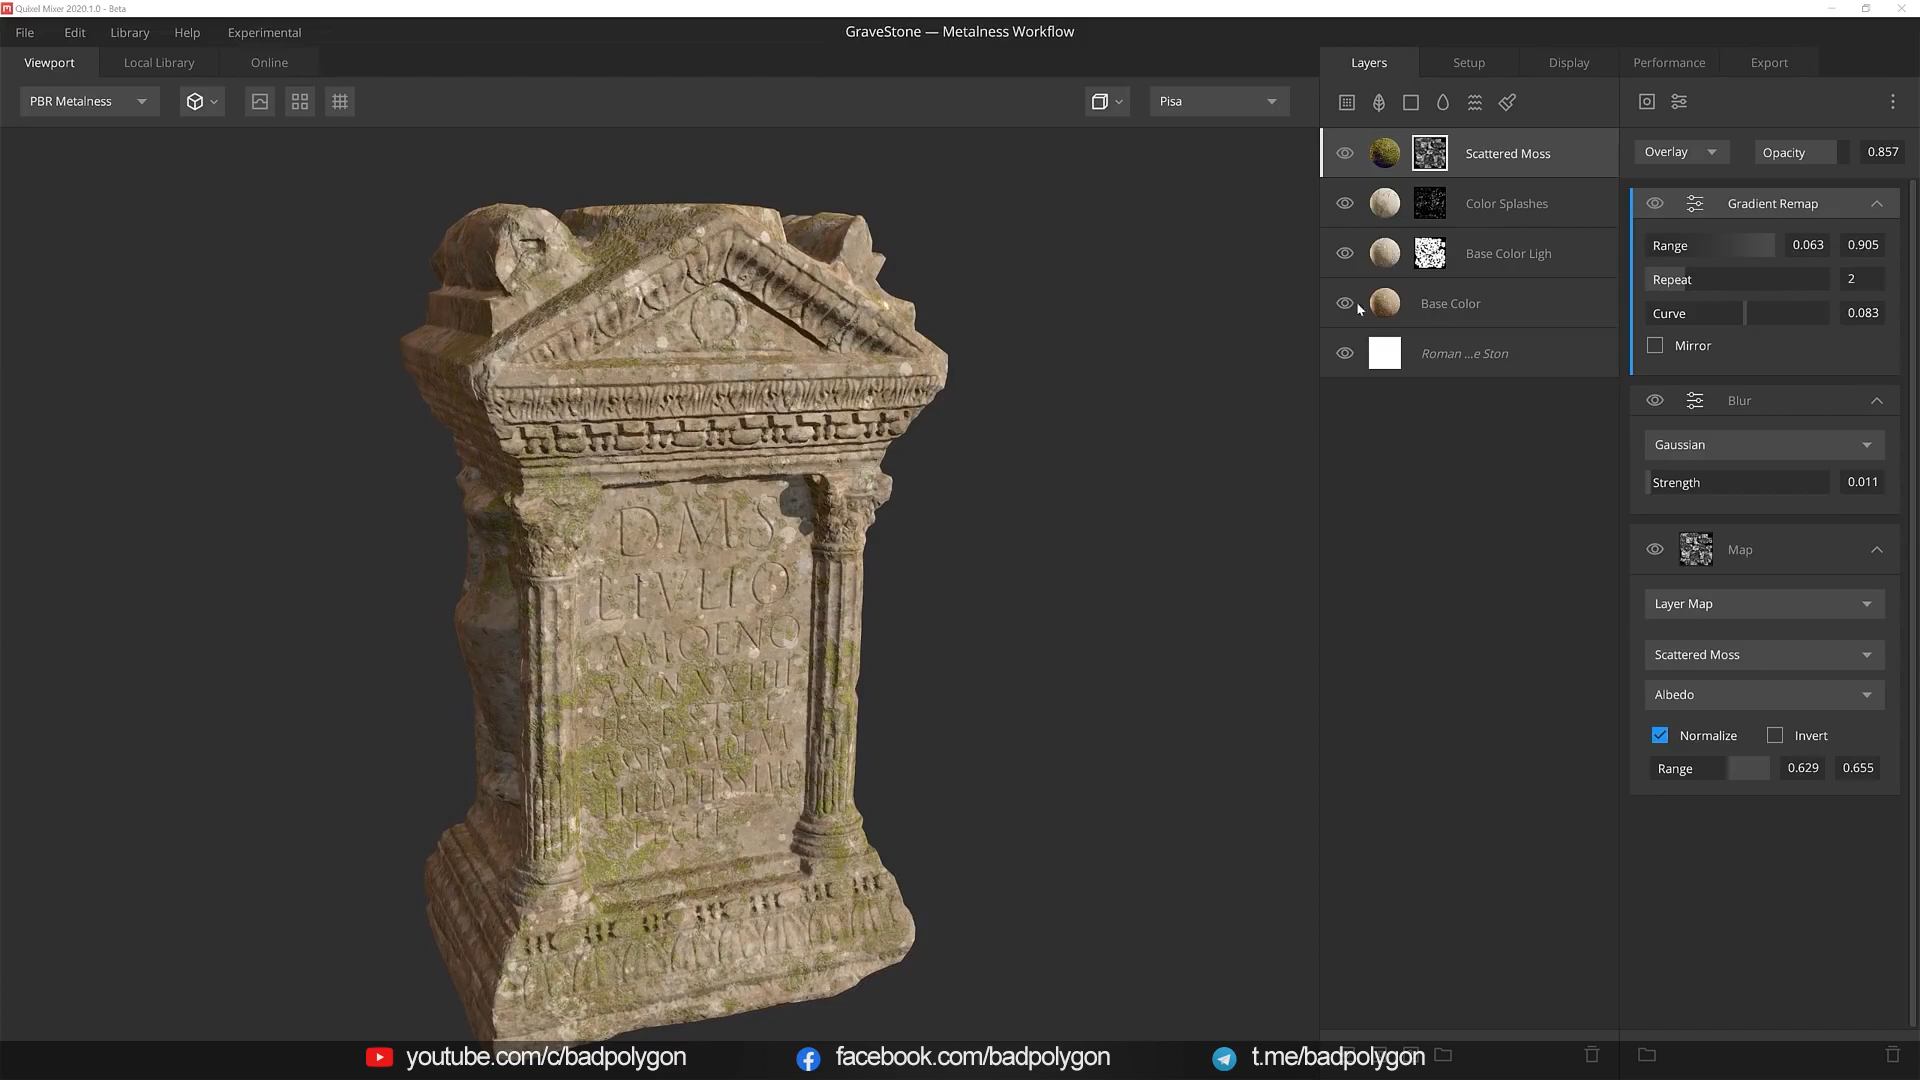 Quixel Mixer 2020.1.0 - Beta
File Edit Library Help Experimental
GraveStone — Metalness Workflow
Viewport Local Library Online
Layers Setup Display Performance Export
PBR Metalness
Pisa
Scattered Moss
Color Splashes
Base Color Ligh
Base Color
Roman ...e Ston
Overlay Opacity 0.857
Gradient Remap
Range 0.063 0.905
Repeat 2
Curve 0.083
Mirror
Blur
Gaussian
Strength 0.011
Map
Layer Map
Scattered Moss
Albedo
Normalize Invert
Range 0.629 0.655
D M S
L IVLIO
youtube.com/c/badpolygon facebook.com/badpolygon t.me/badpolygon